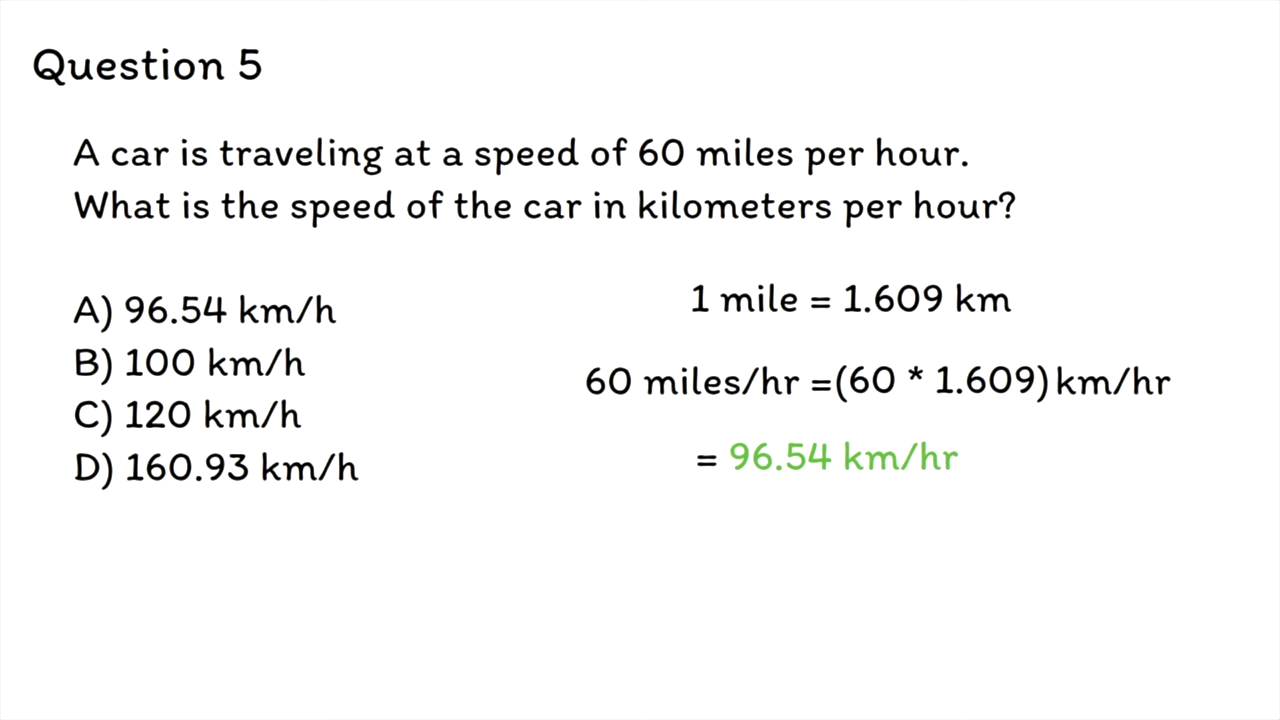 Question 5
A car is traveling at a speed of 60 miles per hour.
What is the speed of the car in kilometers per hour?
A) 96.54 km/h
B) 100 km/h
C) 120 km/h
D) 160.93 km/h
1 mile = 1.609 km
60 miles/hr =(60 * 1.609) km/hr
= 96.54 km/hr